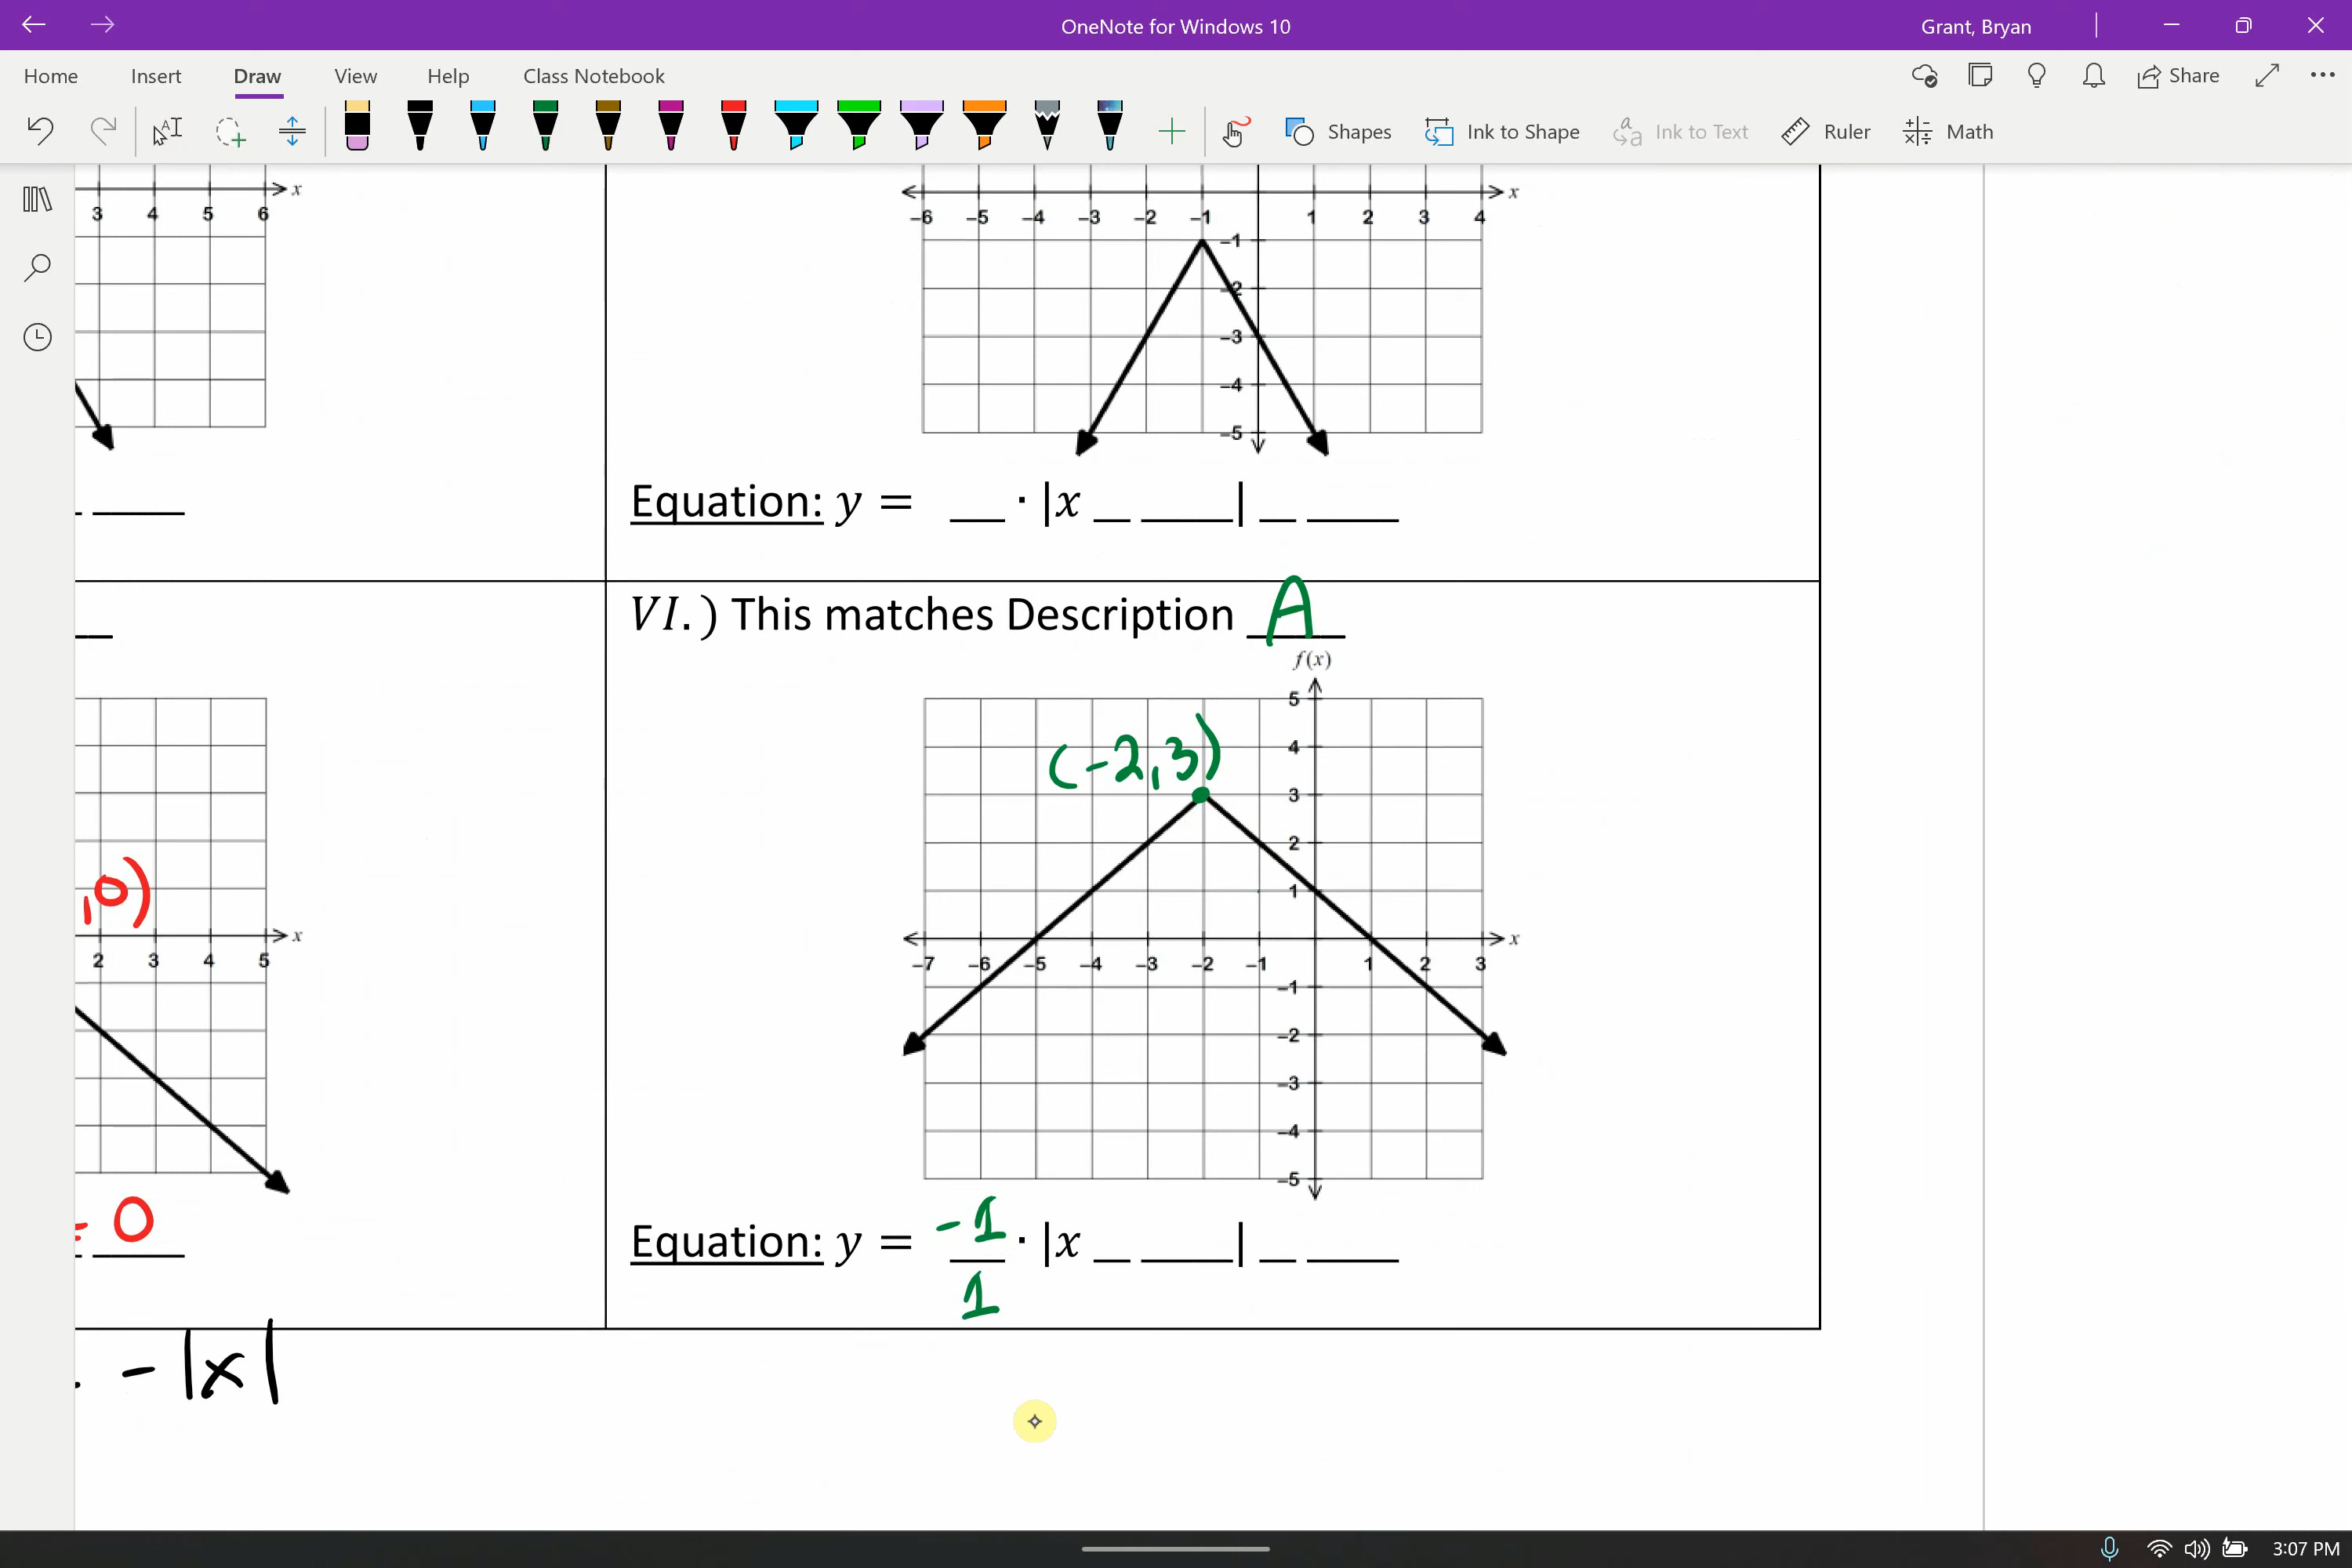 OneNote for Windows 10
Grant, Bryan
Home Insert Draw View Help Class Notebook
Share
Shapes Ink to Shape Ink to Text Ruler Math
3 4 5 6 x
-6 -5 -4 -3 -2 -1 1 2 3 4 x
-1
-2
-3
-4
-5
Equation: y = __ · |x _ ____| _ ____
VI.) This matches Description A
f(x)
5
(-2,3)
4
3
2
1
,0)
2 3 4 5 x
-7 -6 -5 -4 -3 -2 -1 1 2 3 x
-1
-2
-3
-4
-5
0
Equation: y = -1/1 · |x _ ____| _ ____
. -|x|
3:07 PM